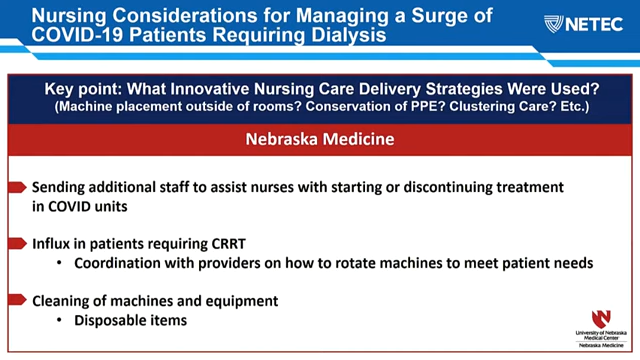 Nursing Considerations for Managing a Surge of
COVID-19 Patients Requiring Dialysis
NETEC
Key point: What Innovative Nursing Care Delivery Strategies Were Used?
(Machine placement outside of rooms? Conservation of PPE? Clustering Care? Etc.)
Nebraska Medicine
Sending additional staff to assist nurses with starting or discontinuing treatment
in COVID units
Influx in patients requiring CRRT
• Coordination with providers on how to rotate machines to meet patient needs
Cleaning of machines and equipment
• Disposable items
N
University of Nebraska
Medical Center
Nebraska Medicine